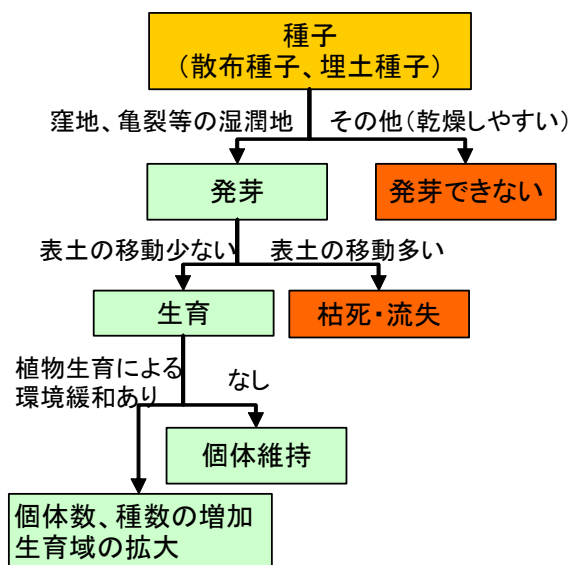 種子
（散布種子、埋土種子）
窪地、亀裂等の湿潤地
その他（乾燥しやすい）
発芽
発芽できない
表土の移動少ない
表土の移動多い
生育
枯死・流失
植物生育による
環境緩和あり
なし
個体維持
個体数、種数の増加
生育域の拡大